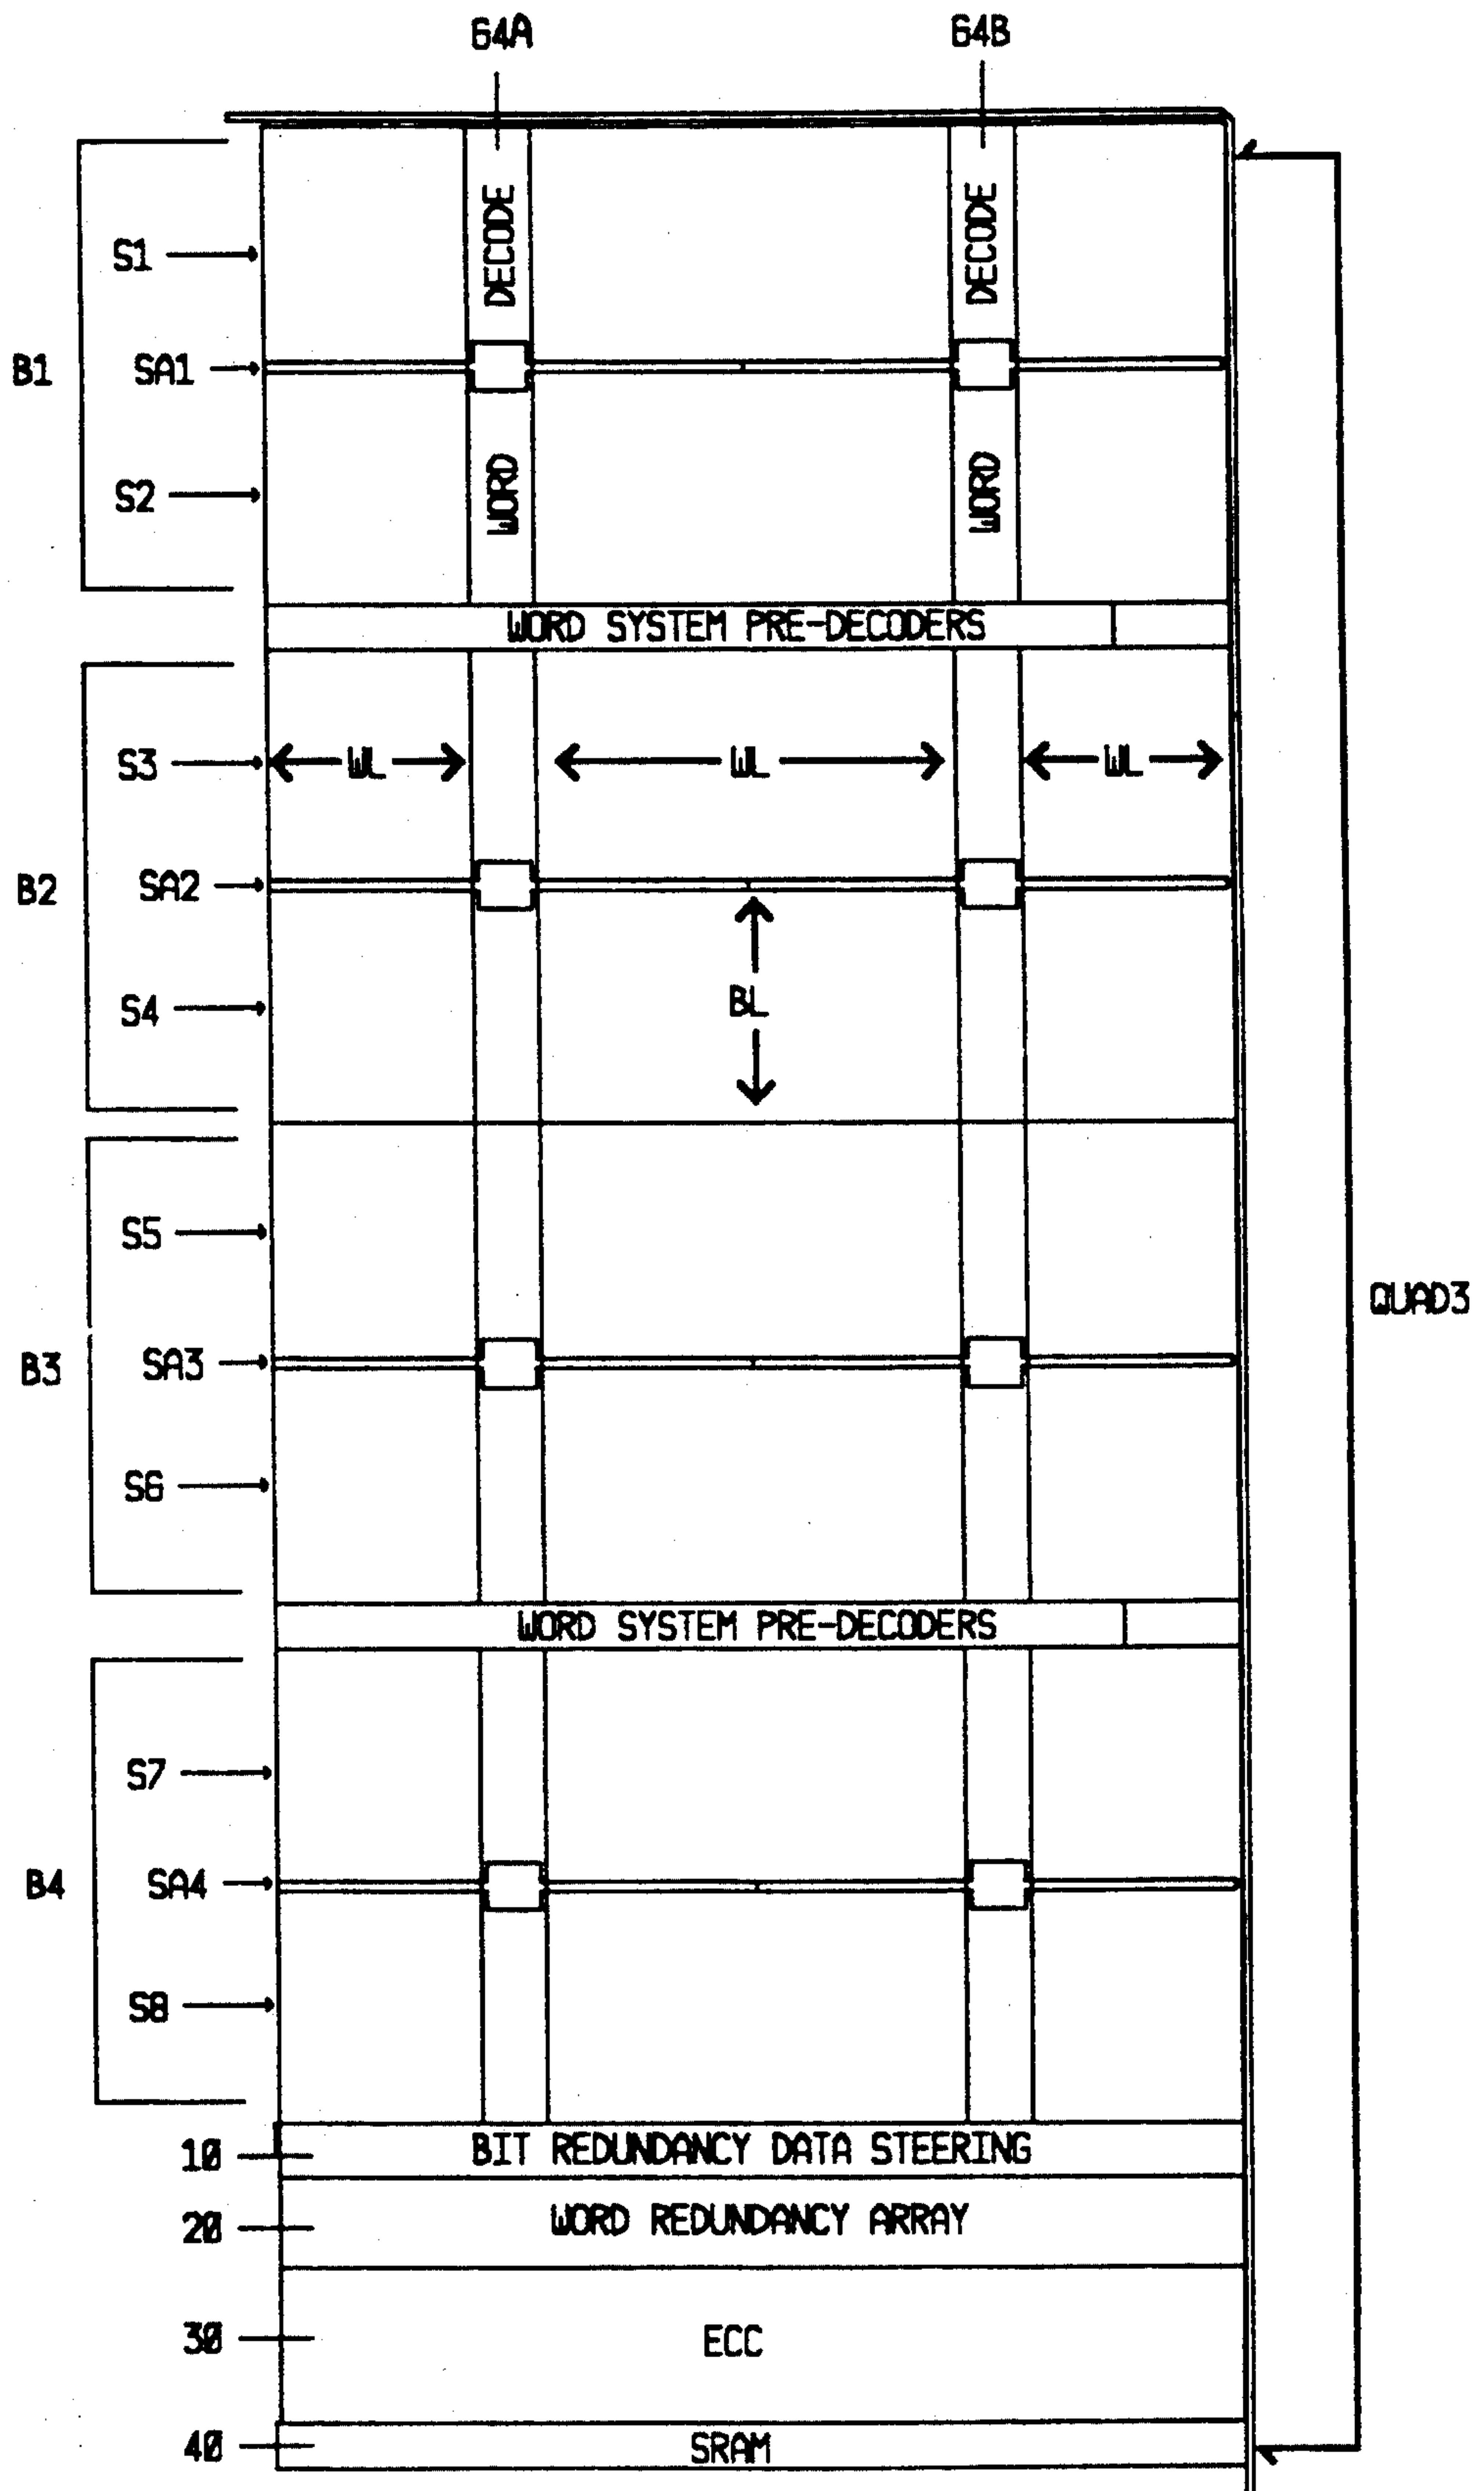 64A 64B
DECODE DECODE
S1
B1 SA1
S2
WORD WORD
WORD SYSTEM PRE-DECODERS
S3 WL WL WL
B2 SA2
S4 BL
S5
QUAD3
B3 SA3
S6
WORD SYSTEM PRE-DECODERS
S7
B4 SA4
S8
10 BIT REDUNDANCY DATA STEERING
20 WORD REDUNDANCY ARRAY
30 ECC
40 SRAM